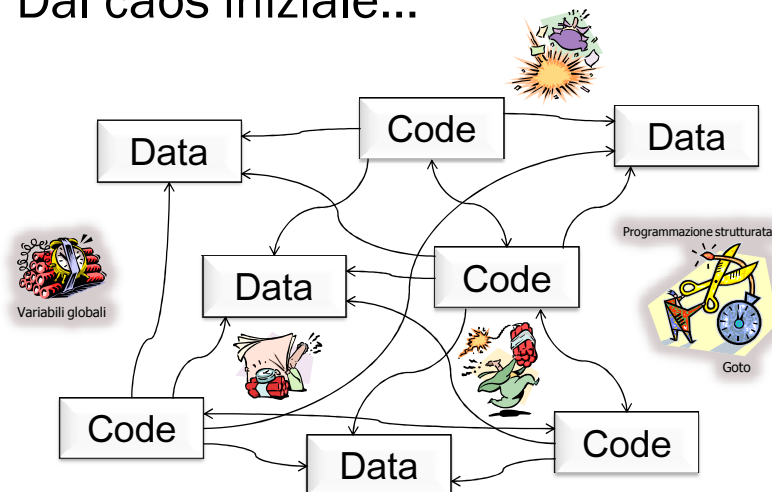 Dal caos iniziale...
Code
Data
Data
Programmazione strutturata
Data
Code
Variabili globali
Goto
Code
Code
Data